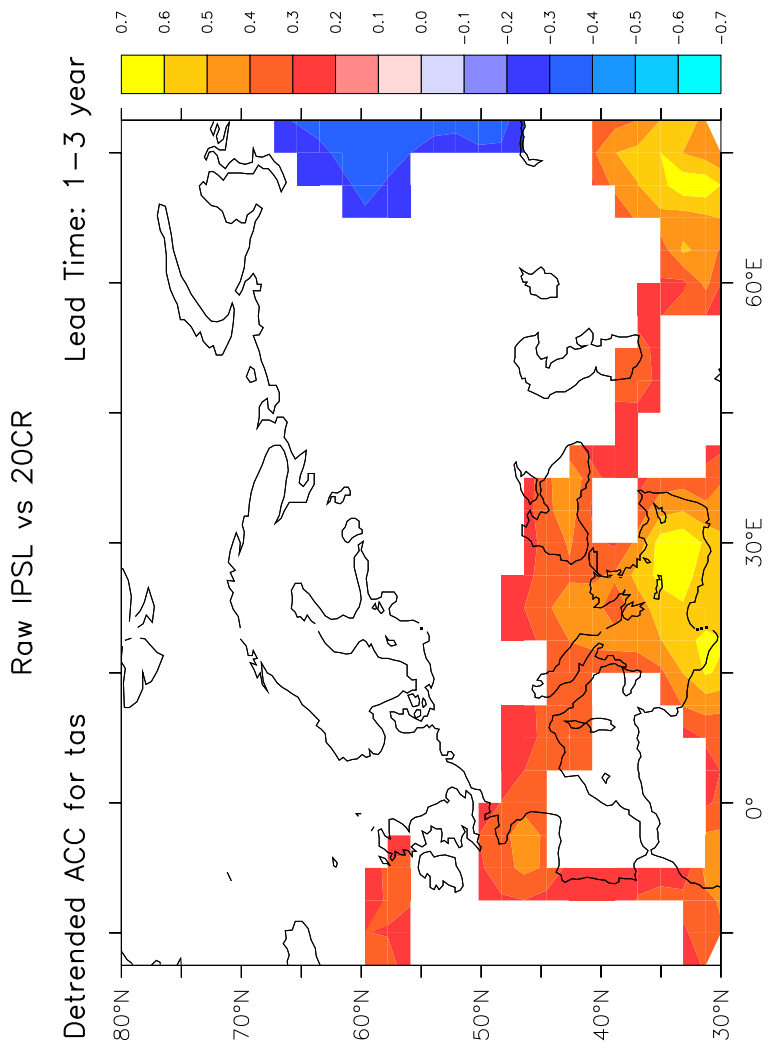 Raw IPSL vs 20CR
Detrended ACC for tas
Lead Time: 1-3 year
80°N
70°N
60°N
50°N
40°N
30°N
0°
30°E
60°E
0.7
0.6
0.5
0.4
0.3
0.2
0.1
0.0
-0.1
-0.2
-0.3
-0.4
-0.5
-0.6
-0.7